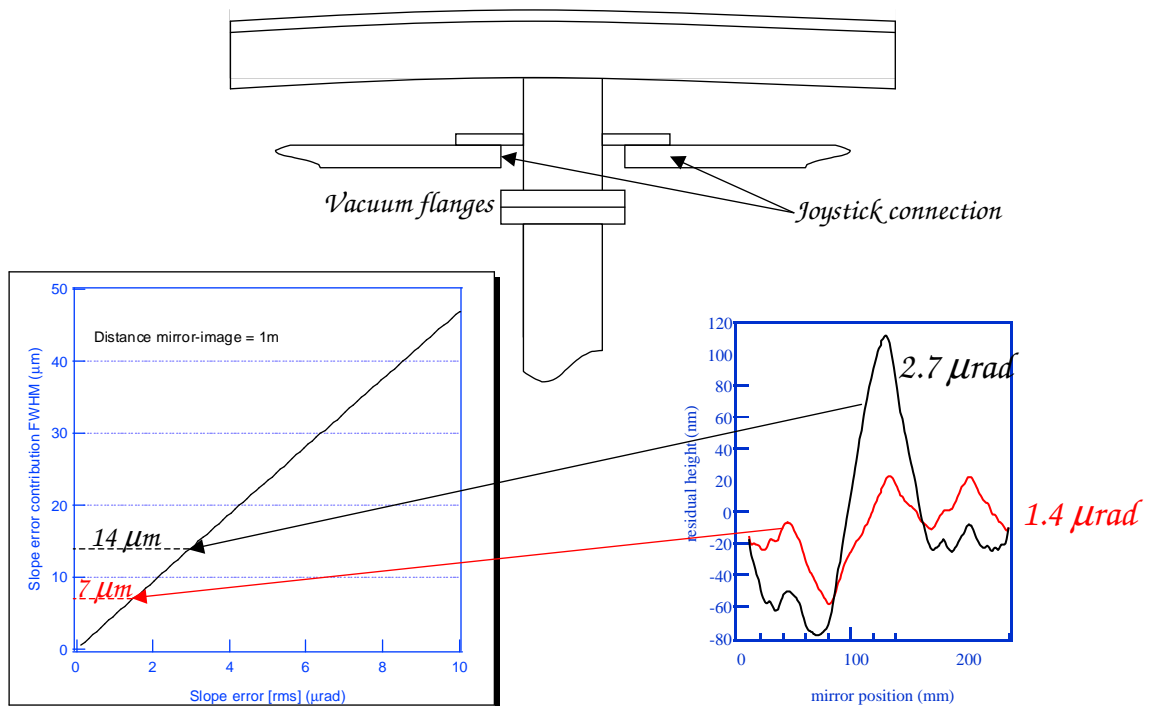 Vacuum flanges
Joystick connection
50
40
30
20
10
0
Slope error contribution FWHM (µm)
Distance mirror-image = 1m
14 µm
7 µm
0 2 4 6 8 10
Slope error [rms] (µrad)
120
100
80
60
40
20
0
-20
-40
-60
-80
residual height (nm)
2.7 µrad
1.4 µrad
0 100 200
mirror position (mm)